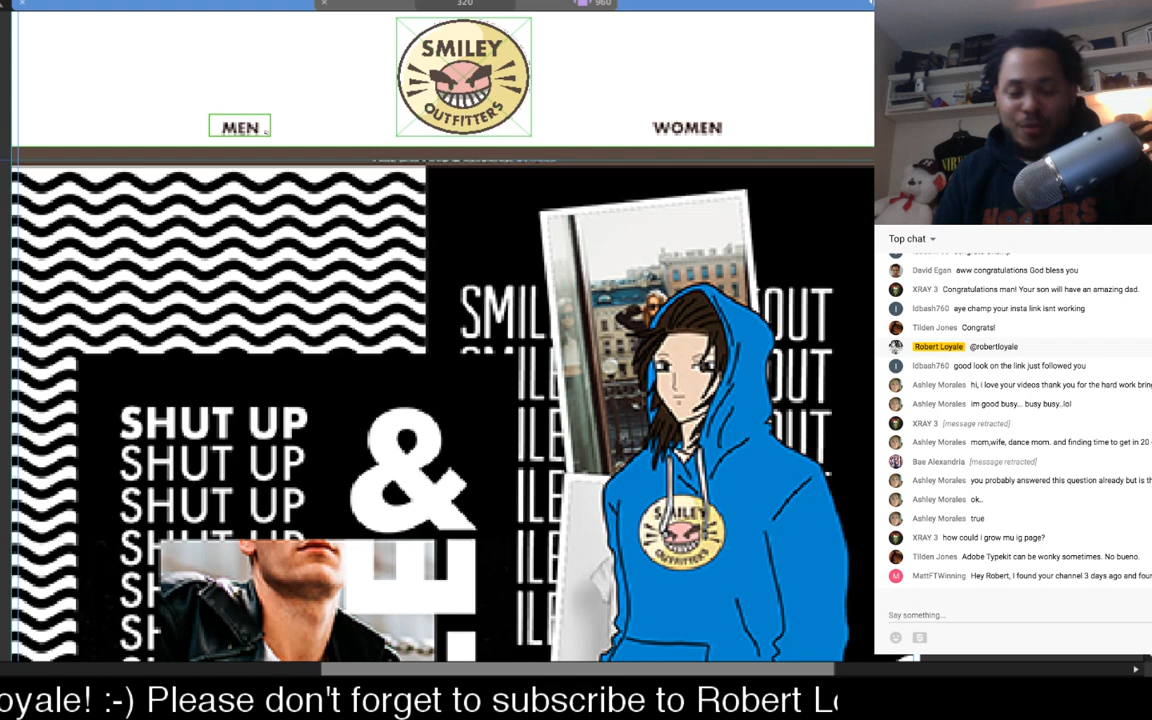 320
960
SMILEY
OUTFITTERS
MEN
WOMEN
SMIL
OUT
SHUT UP
SHUT UP
SHUT UP
&
SMILEY
OUTFITTERS
Top chat
David Egan aww congratulations God bless you
XRAY 3 Congratulations man! Your son will have an amazing dad.
ldbash760 aye champ your insta link isnt working
Tilden Jones Congrats!
Robert Loyale @robertloyale
ldbash760 good look on the link just followed you
Ashley Morales hi, i love your videos thank you for the hard work brin
Ashley Morales im good busy... busy busy..lol
XRAY 3 [message retracted]
Ashley Morales mom,wife, dance mom. and finding time to get in 20
Bae Alexandria [message retracted]
Ashley Morales you probably answered this question already but is th
Ashley Morales ok..
Ashley Morales true
XRAY 3 how could i grow mu ig page?
Tilden Jones Adobe Typekit can be wonky sometimes. No bueno.
M MattFTWinning Hey Robert, I found your channel 3 days ago and four
Say something...
oyale! :-) Please don't forget to subscribe to Robert Lo